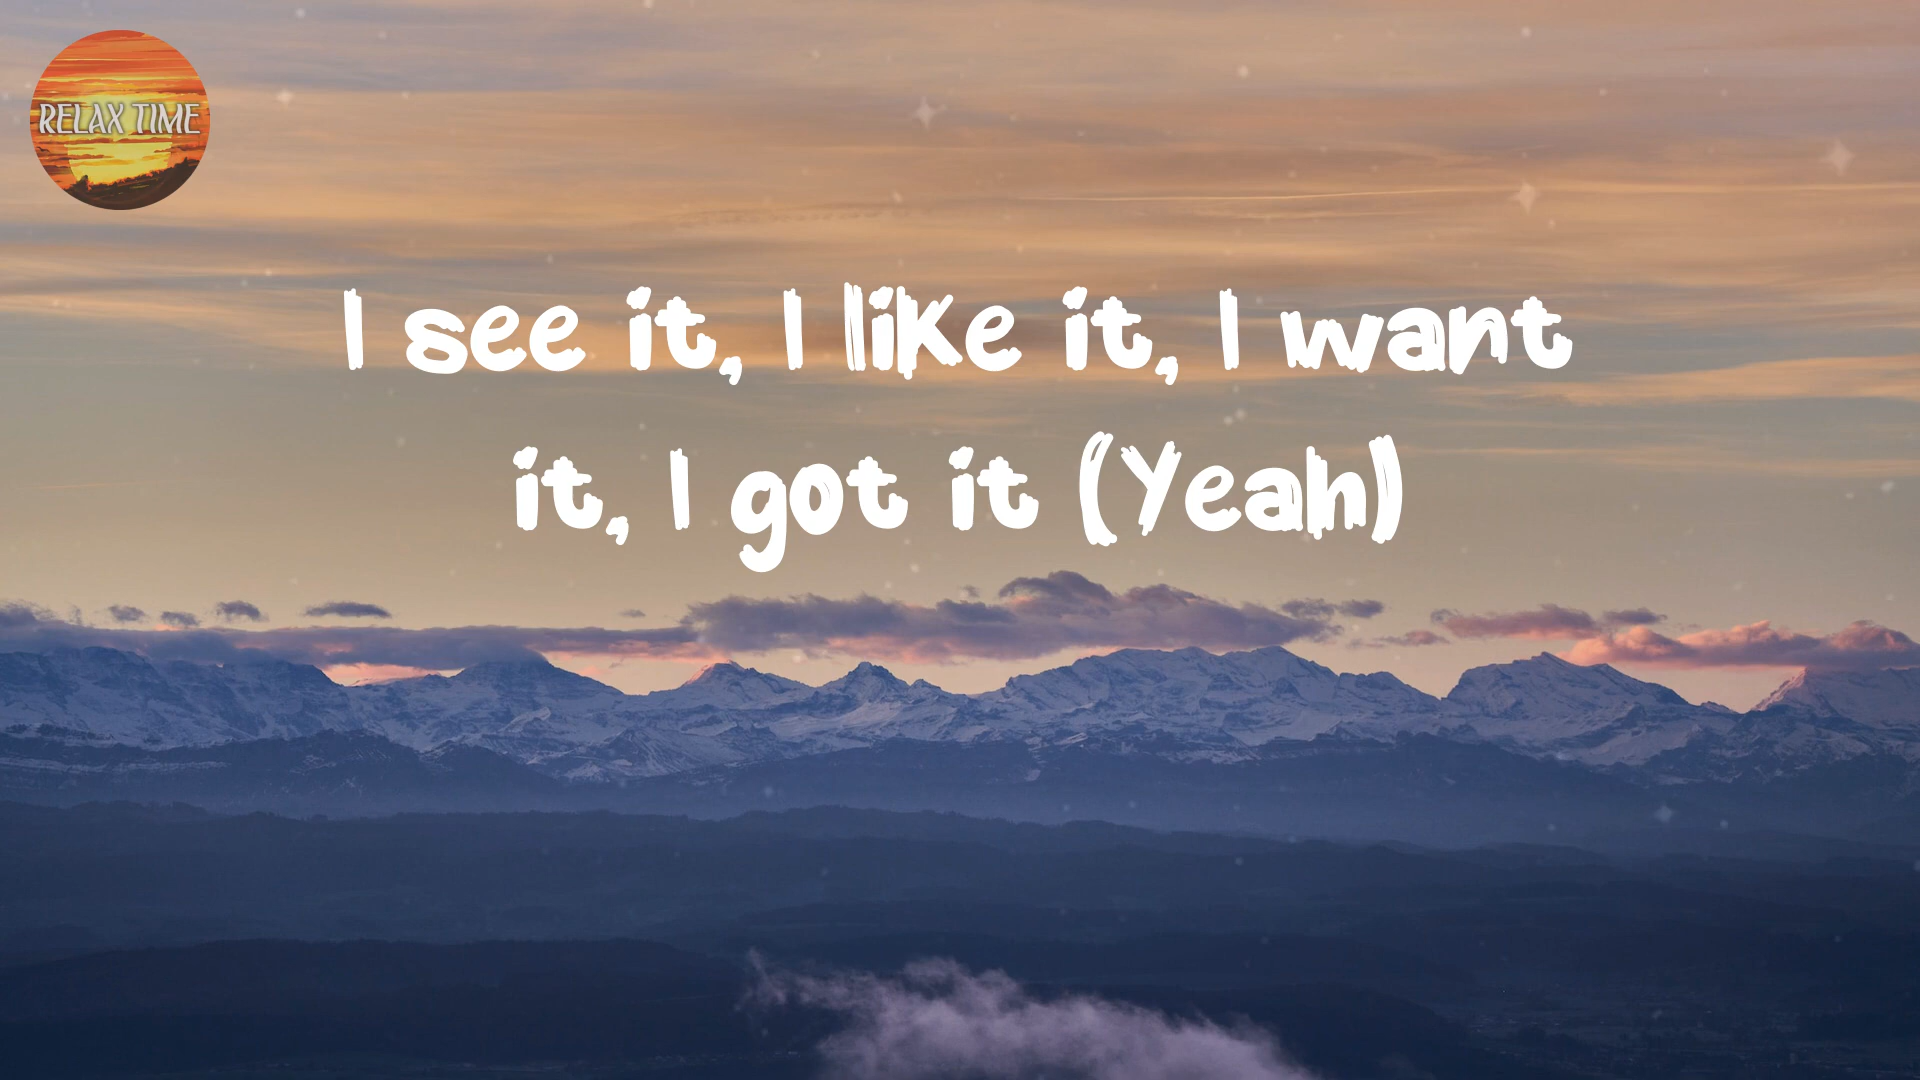 RELAX TIME
I see it, I like it, I want
it, I got it (Yeah)